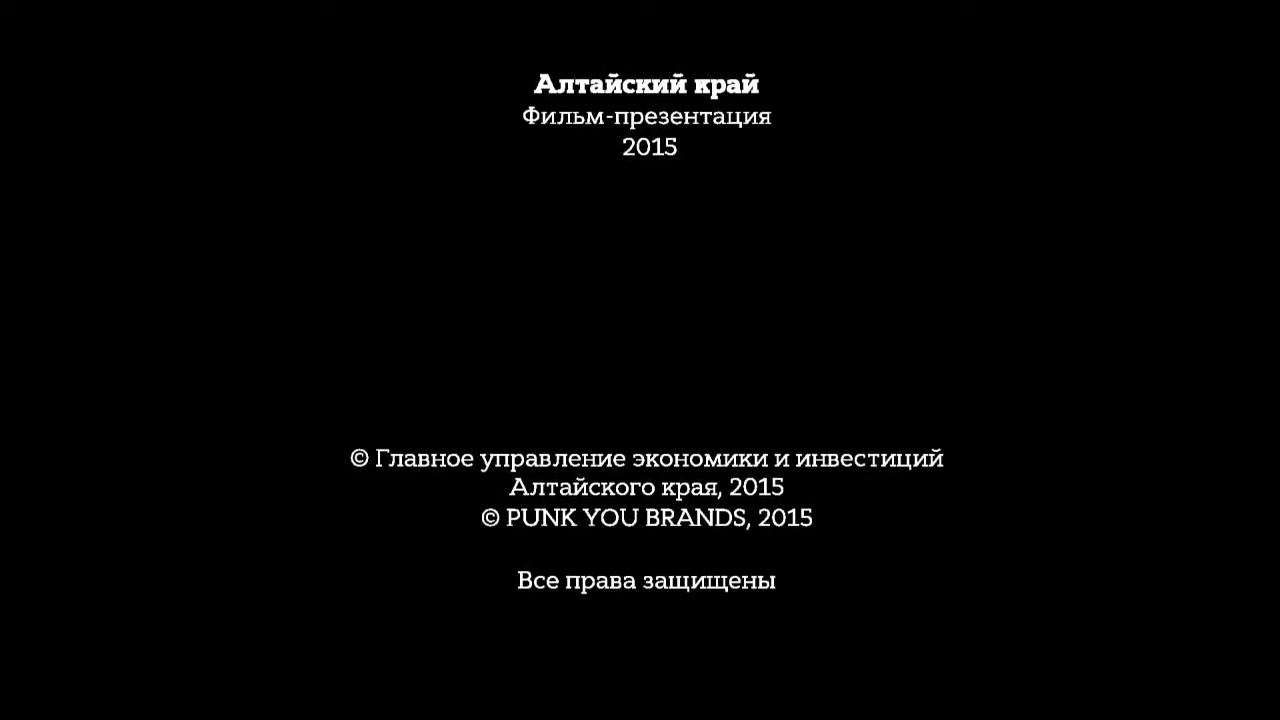 Алтайский край
Фильм-презентация
2015
© Главное управление экономики и инвестиций
Алтайского края, 2015
© PUNK YOU BRANDS, 2015
Все права защищены